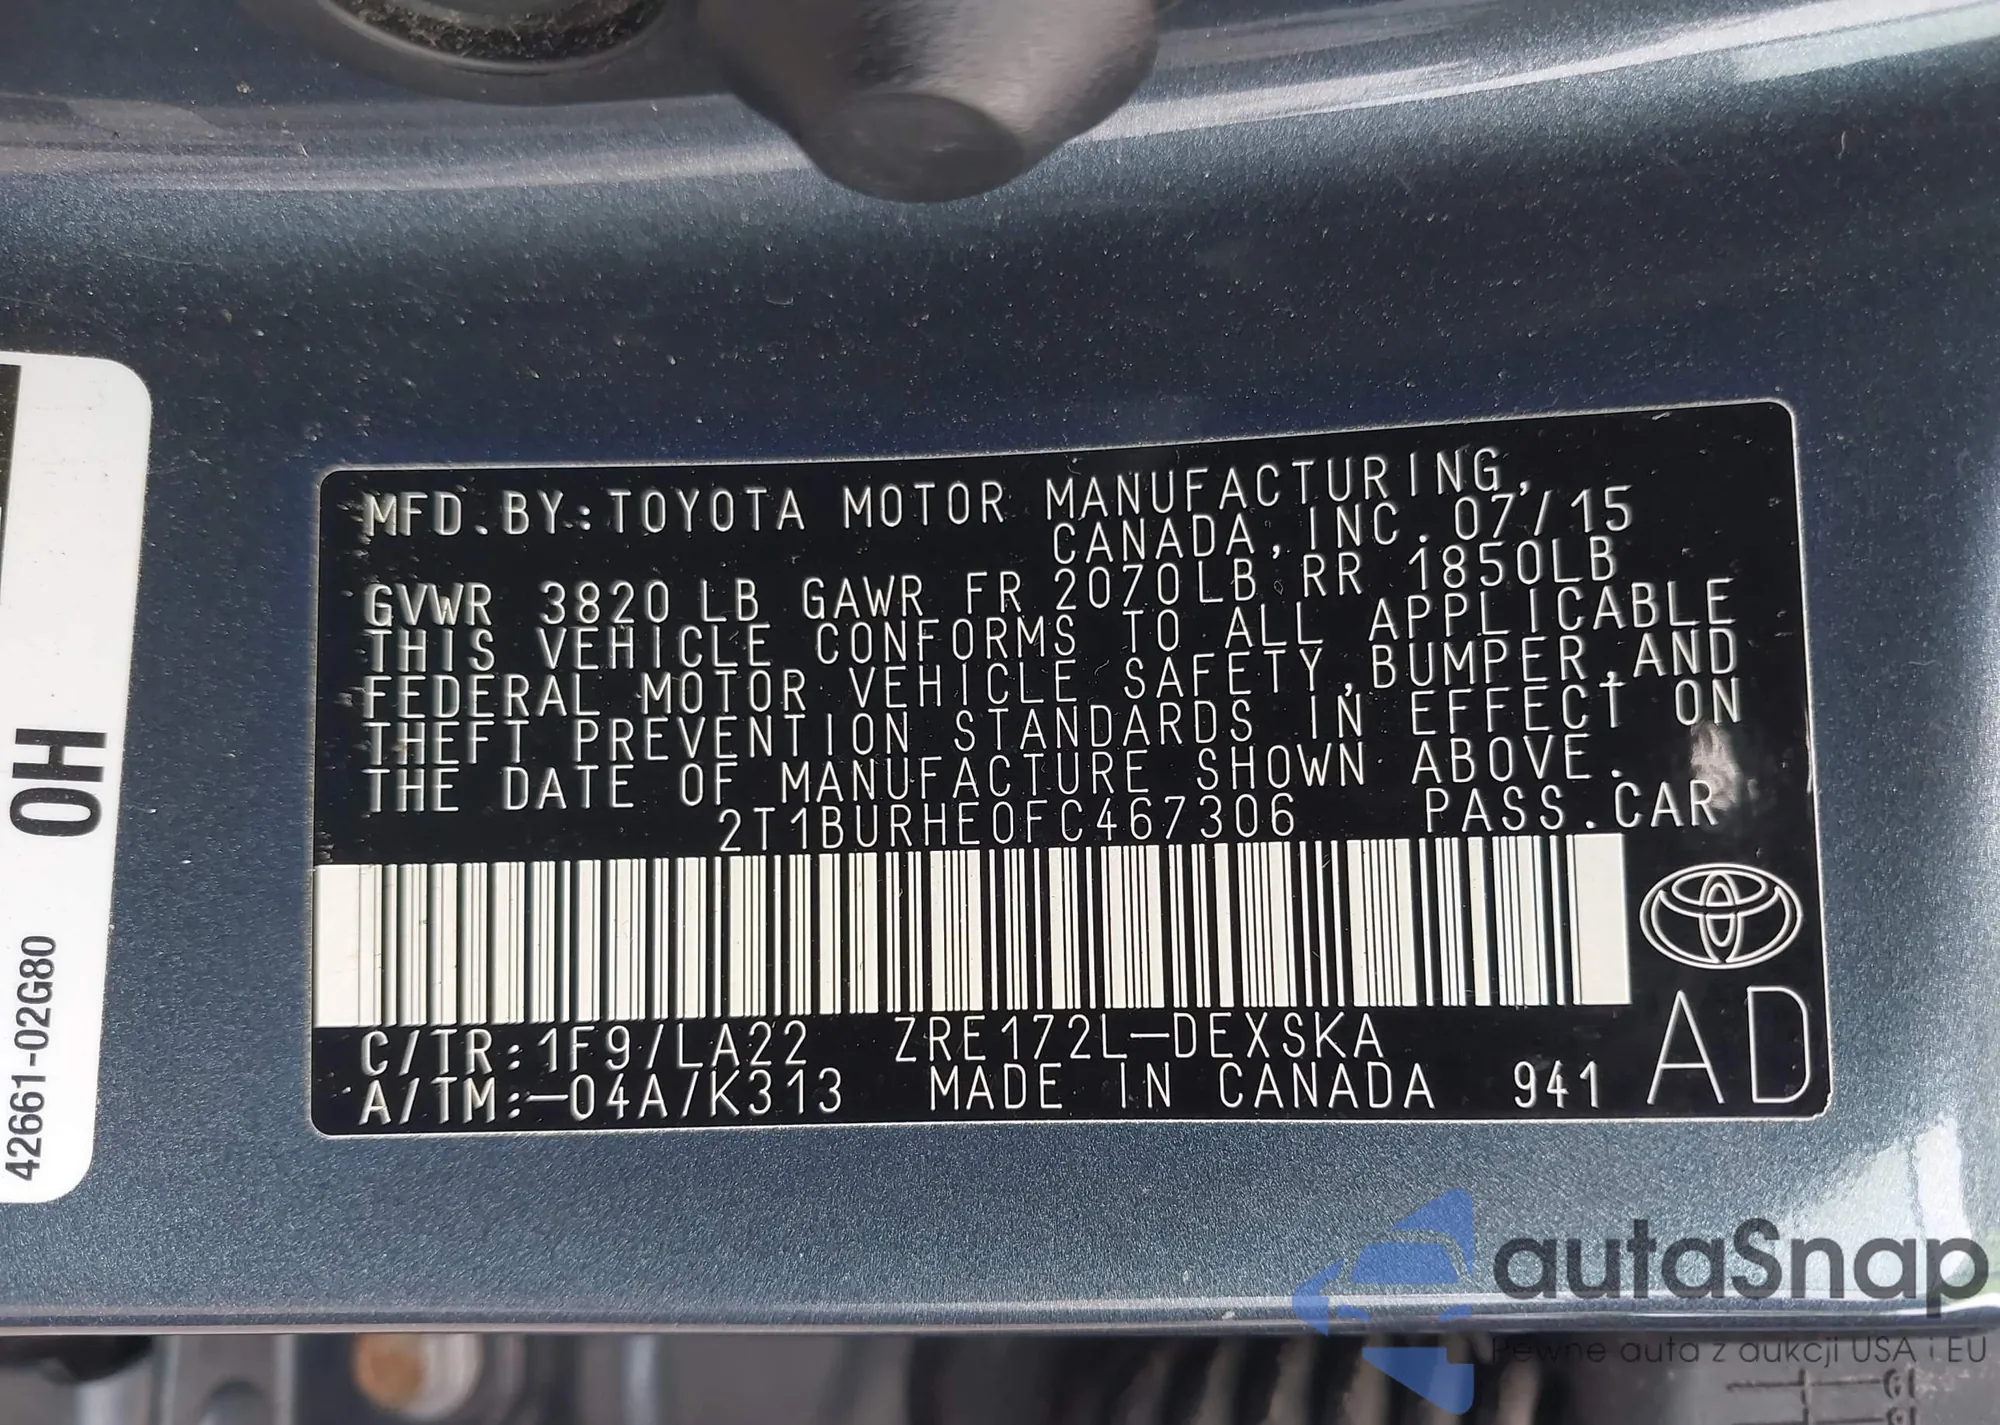 MFD.BY:TOYOTA MOTOR MANUFACTURING,
CANADA,INC.07/15
GVWR 3820 LB GAWR FR 2070LB RR 1850LB
THIS VEHICLE CONFORMS TO ALL APPLICABLE
FEDERAL MOTOR VEHICLE SAFETY,BUMPER,AND
THEFT PREVENTION STANDARDS IN EFFECT ON
THE DATE OF MANUFACTURE SHOWN ABOVE.
2T1BURHE0FC467306 PASS.CAR
C/TR:1F9/LA22 ZRE172L-DEXSKA
A/TM:-04A/K313 MADE IN CANADA 941
AD
0H
42661-02G80
autaSnap
Pewne auta z aukcji USA i EU